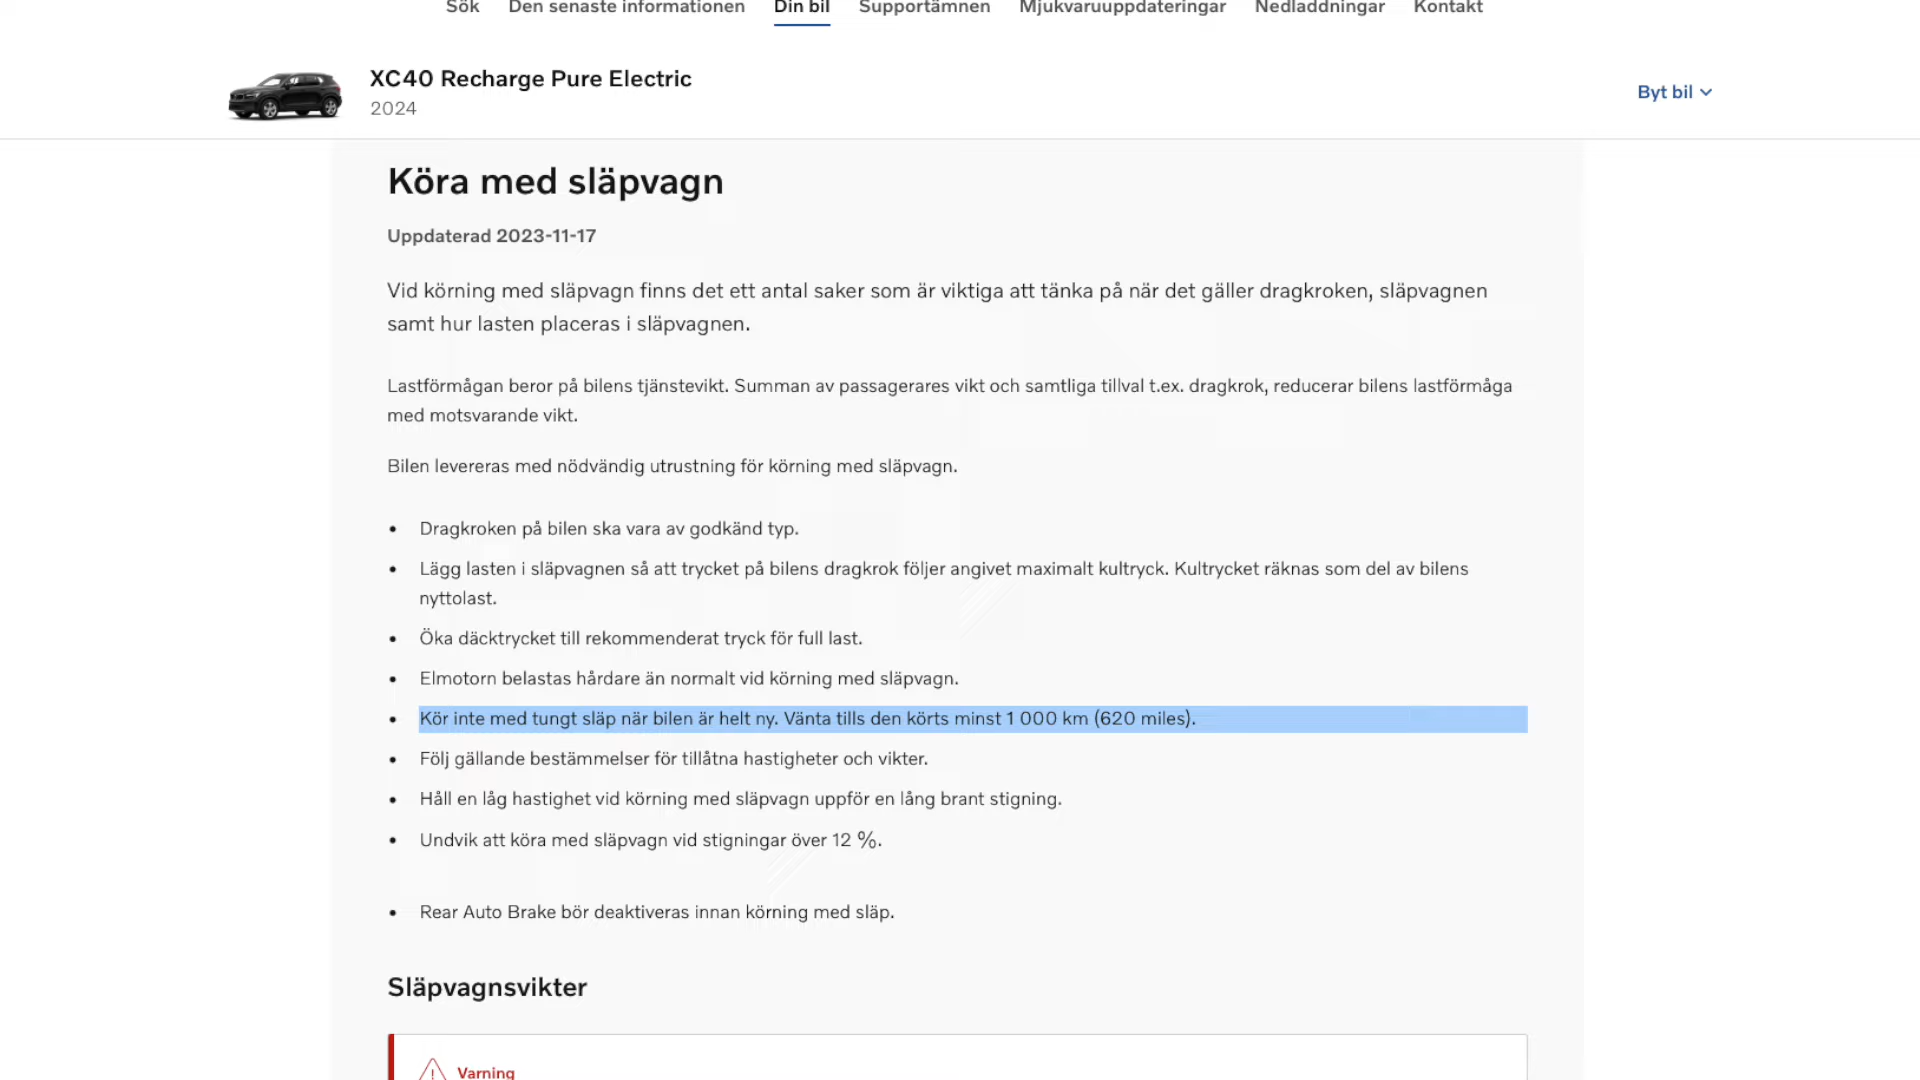 Sök Den senaste informationen Din bil Supportämnen Mjukvaruuppdateringar Nedladdningar Kontakt
XC40 Recharge Pure Electric
2024
Byt bil
Köra med släpvagn
Uppdaterad 2023-11-17
Vid körning med släpvagn finns det ett antal saker som är viktiga att tänka på när det gäller dragkroken, släpvagnen
samt hur lasten placeras i släpvagnen.
Lastförmågan beror på bilens tjänstevikt. Summan av passagerares vikt och samtliga tillval t.ex. dragkrok, reducerar bilens lastförmåga
med motsvarande vikt.
Bilen levereras med nödvändig utrustning för körning med släpvagn.
• Dragkroken på bilen ska vara av godkänd typ.
• Lägg lasten i släpvagnen så att trycket på bilens dragkrok följer angivet maximalt kultryck. Kultrycket räknas som del av bilens
nyttolast.
• Öka däcktrycket till rekommenderat tryck för full last.
• Elmotorn belastas hårdare än normalt vid körning med släpvagn.
• Kör inte med tungt släp när bilen är helt ny. Vänta tills den körts minst 1 000 km (620 miles).
• Följ gällande bestämmelser för tillåtna hastigheter och vikter.
• Håll en låg hastighet vid körning med släpvagn uppför en lång brant stigning.
• Undvik att köra med släpvagn vid stigningar över 12 %.
• Rear Auto Brake bör deaktiveras innan körning med släp.
Släpvagnsvikter
Varning